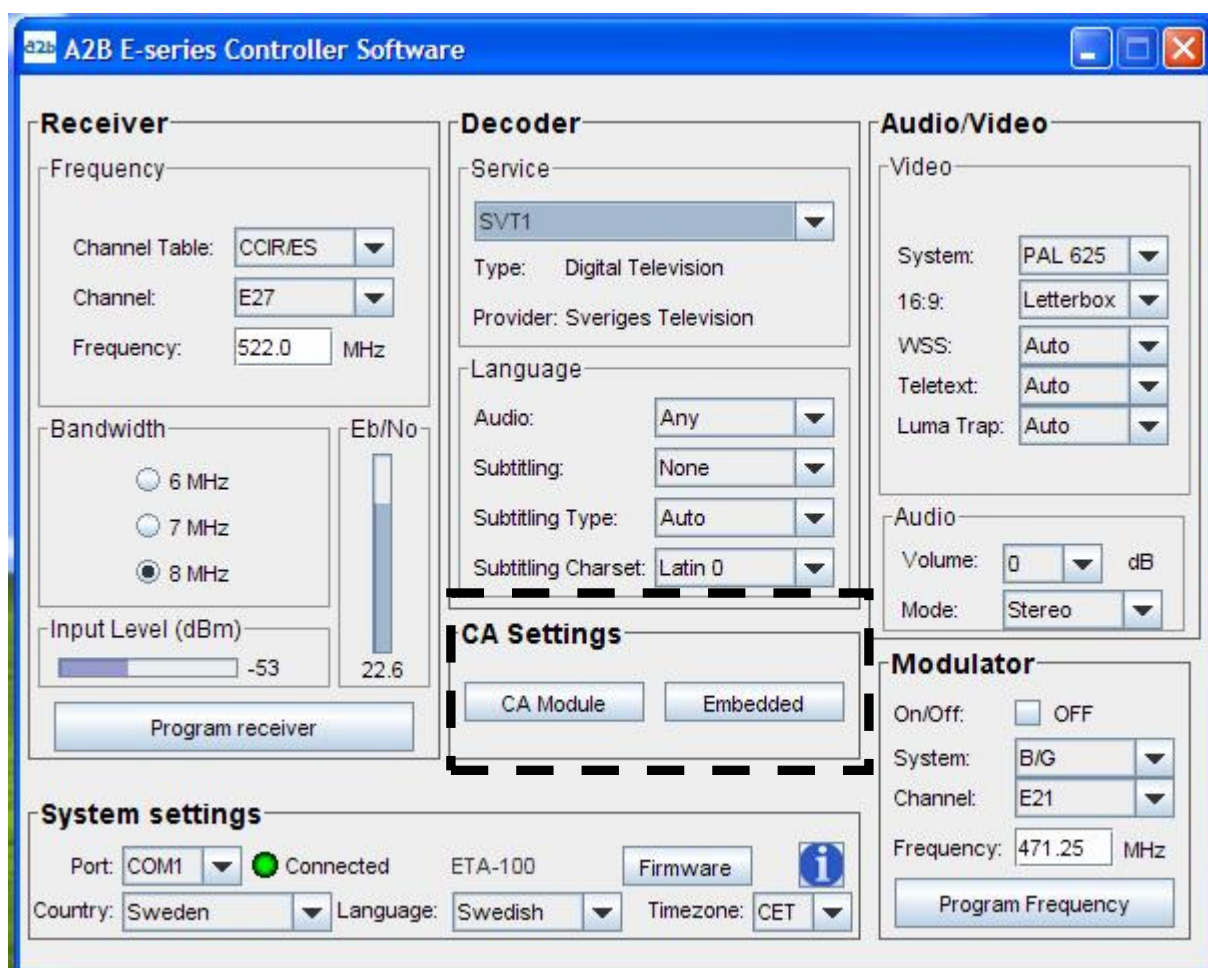 a2b A2B E-series Controller Software
Receiver
Frequency
Channel Table: CCIR/ES
Channel: E27
Frequency: 522.0 MHz
Bandwidth
6 MHz
7 MHz
8 MHz
Eb/No
22.6
Input Level (dBm)
-53
Program receiver
Decoder
Service
SVT1
Type: Digital Television
Provider: Sveriges Television
Language
Audio: Any
Subtitling: None
Subtitling Type: Auto
Subtitling Charset: Latin 0
CA Settings
CA Module Embedded
Audio/Video
Video
System: PAL 625
16:9: Letterbox
WSS: Auto
Teletext: Auto
Luma Trap: Auto
Audio
Volume: 0 dB
Mode: Stereo
Modulator
On/Off: OFF
System: B/G
Channel: E21
Frequency: 471.25 MHz
Program Frequency
System settings
Port: COM1 Connected ETA-100 Firmware i
Country: Sweden Language: Swedish Timezone: CET